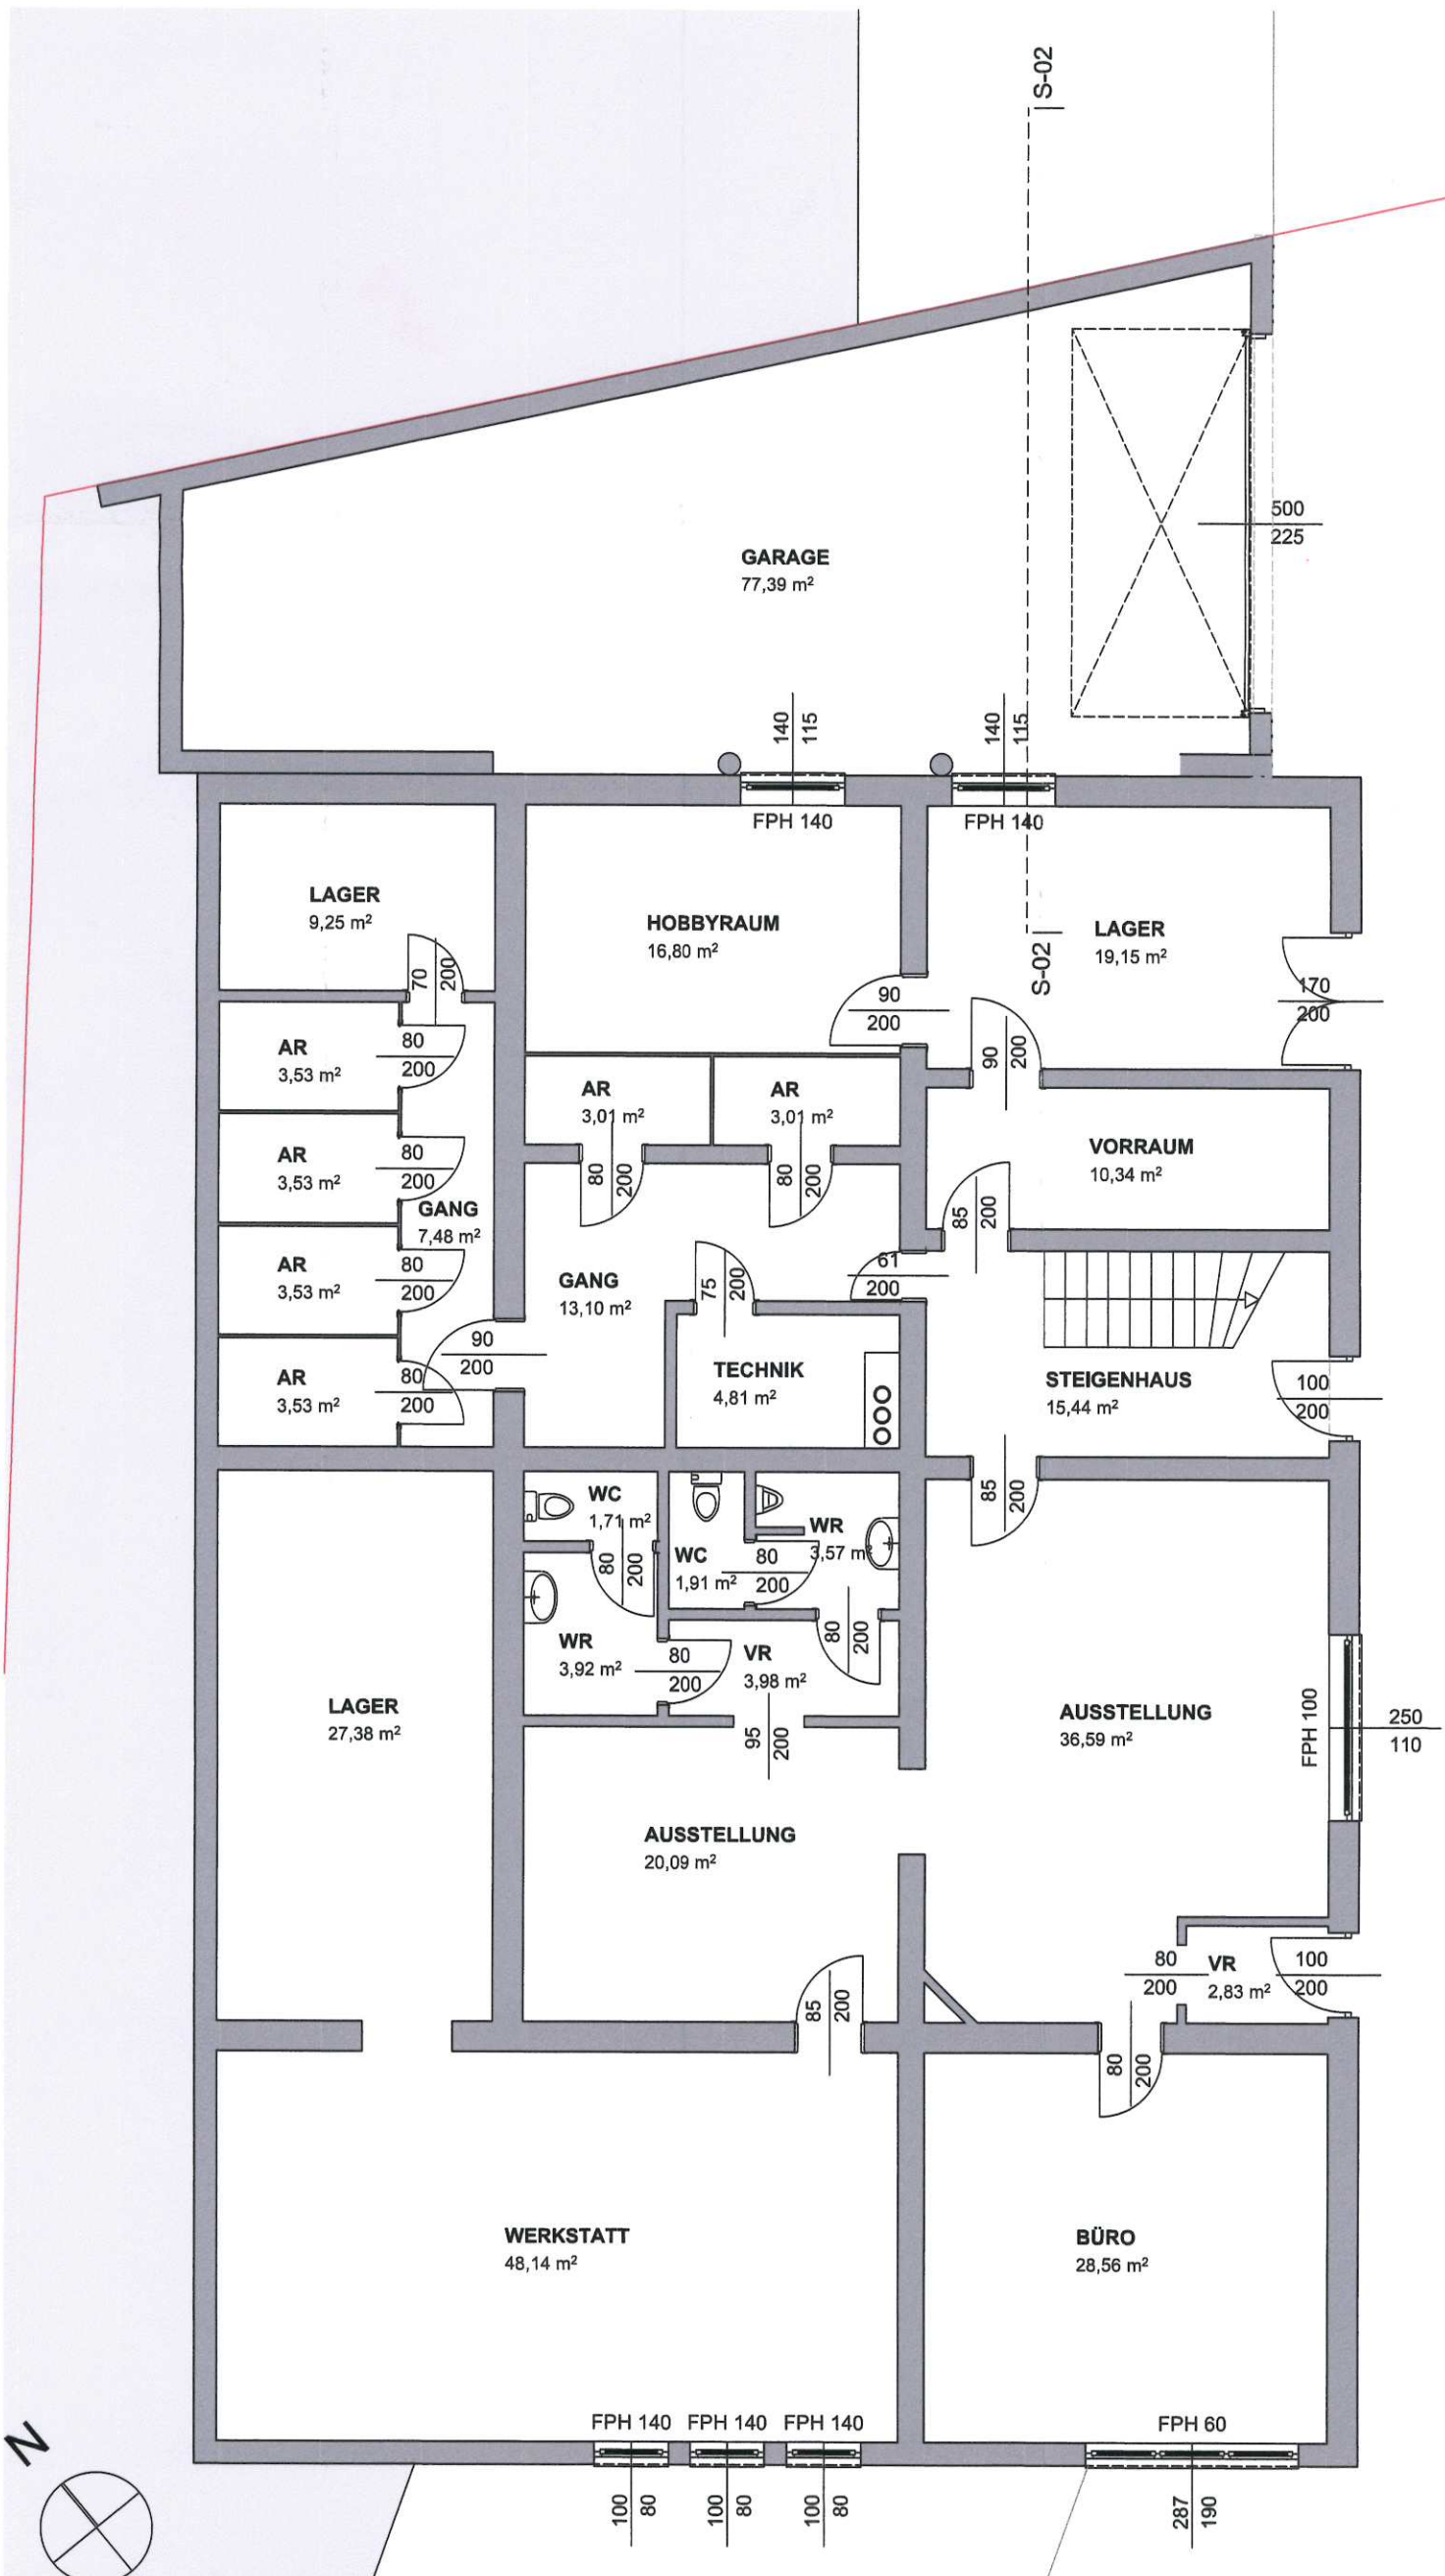 S-02
500
225
GARAGE
77,39 m²
140
115
140
115
FPH 140
FPH 140
LAGER
9,25 m²
HOBBYRAUM
16,80 m²
LAGER
19,15 m²
S-02
70
200
90
200
170
200
AR
3,53 m²
80
200
90
200
AR
3,01 m²
AR
3,01 m²
VORRAUM
10,34 m²
AR
3,53 m²
80
200
80
200
80
200
GANG
7,48 m²
85
200
AR
3,53 m²
80
200
GANG
13,10 m²
75
200
61
200
90
200
AR
3,53 m²
80
200
TECHNIK
4,81 m²
STEIGENHAUS
15,44 m²
100
200
85
200
WC
1,71 m²
WR
3,57 m
WC
1,91 m²
80
200
80
200
80
200
WR
3,92 m²
80
200
VR
3,98 m²
LAGER
27,38 m²
95
200
AUSSTELLUNG
36,59 m²
FPH 100
250
110
AUSSTELLUNG
20,09 m²
80
200
VR
2,83 m²
100
200
85
200
80
200
WERKSTATT
48,14 m²
BÜRO
28,56 m²
FPH 140 FPH 140 FPH 140
FPH 60
100
80
100
80
100
80
287
190
N